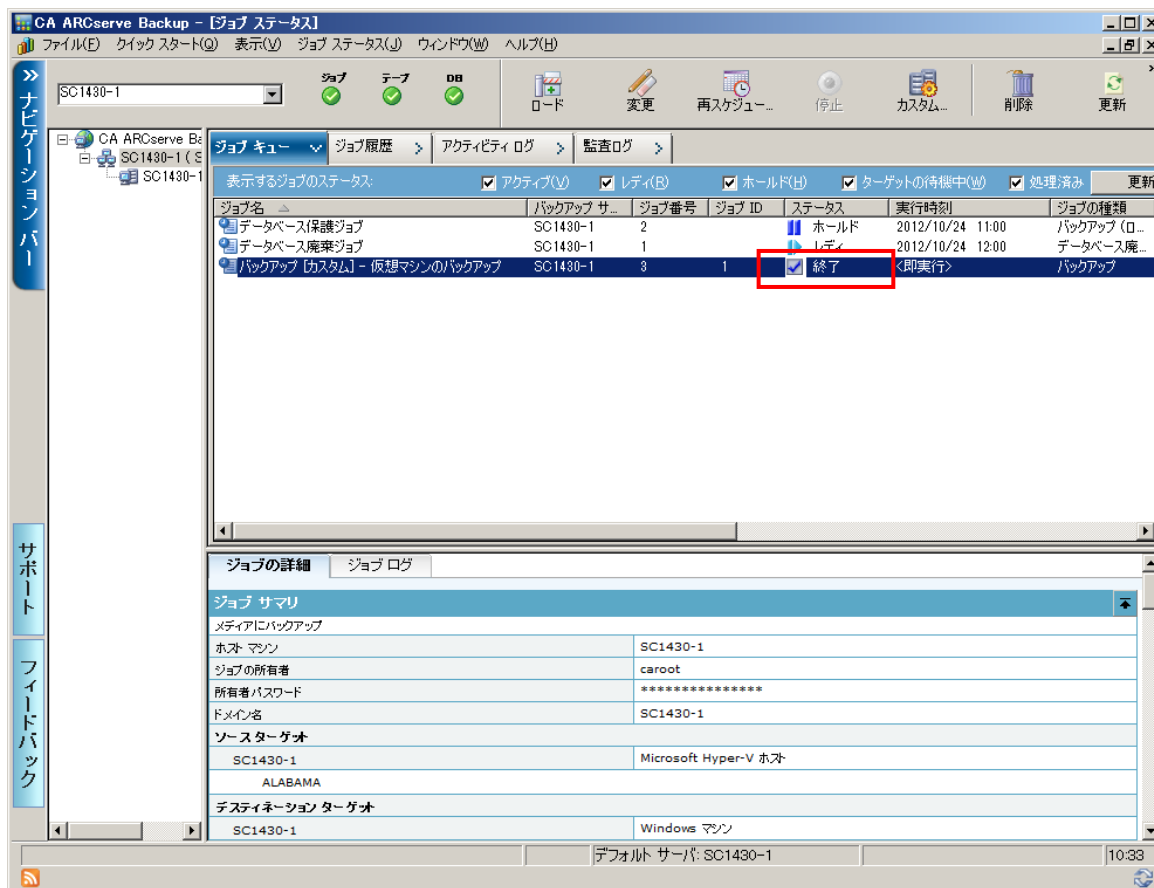 CA ARCserve Backup - [ジョブ ステータス]
ファイル(F) クイック スタート(Q) 表示(V) ジョブ ステータス(J) ウィンドウ(W) ヘルプ(H)
SC1430-1
ジョブ テープ DB
ロード 変更 再スケジュー... 停止 カスタム... 削除 更新
ナビゲーション バー
サポート
フィードバック
CA ARCserve Ba
SC1430-1 ( S
SC1430-1
ジョブ キュー ジョブ履歴 アクティビティ ログ 監査ログ
表示するジョブのステータス: アクティブ(V) レディ(R) ホールド(H) ターゲットの待機中(W) 処理済み 更新
ジョブ名 バックアップ サ... ジョブ番号 ジョブ ID ステータス 実行時刻 ジョブの種類
データベース保護ジョブ SC1430-1 2 ホールド 2012/10/24 11:00 バックアップ (ロ...
データベース廃棄ジョブ SC1430-1 1 レディ 2012/10/24 12:00 データベース廃...
バックアップ [カスタム] - 仮想マシンのバックアップ SC1430-1 3 1 終了 <即実行> バックアップ
ジョブの詳細 ジョブ ログ
ジョブ サマリ
メディアにバックアップ
ホスト マシン SC1430-1
ジョブの所有者 caroot
所有者パスワード ***************
ドメイン名 SC1430-1
ソース ターゲット
SC1430-1 Microsoft Hyper-V ホスト
ALABAMA
デスティネーション ターゲット
SC1430-1 Windows マシン
デフォルト サーバ: SC1430-1 10:33